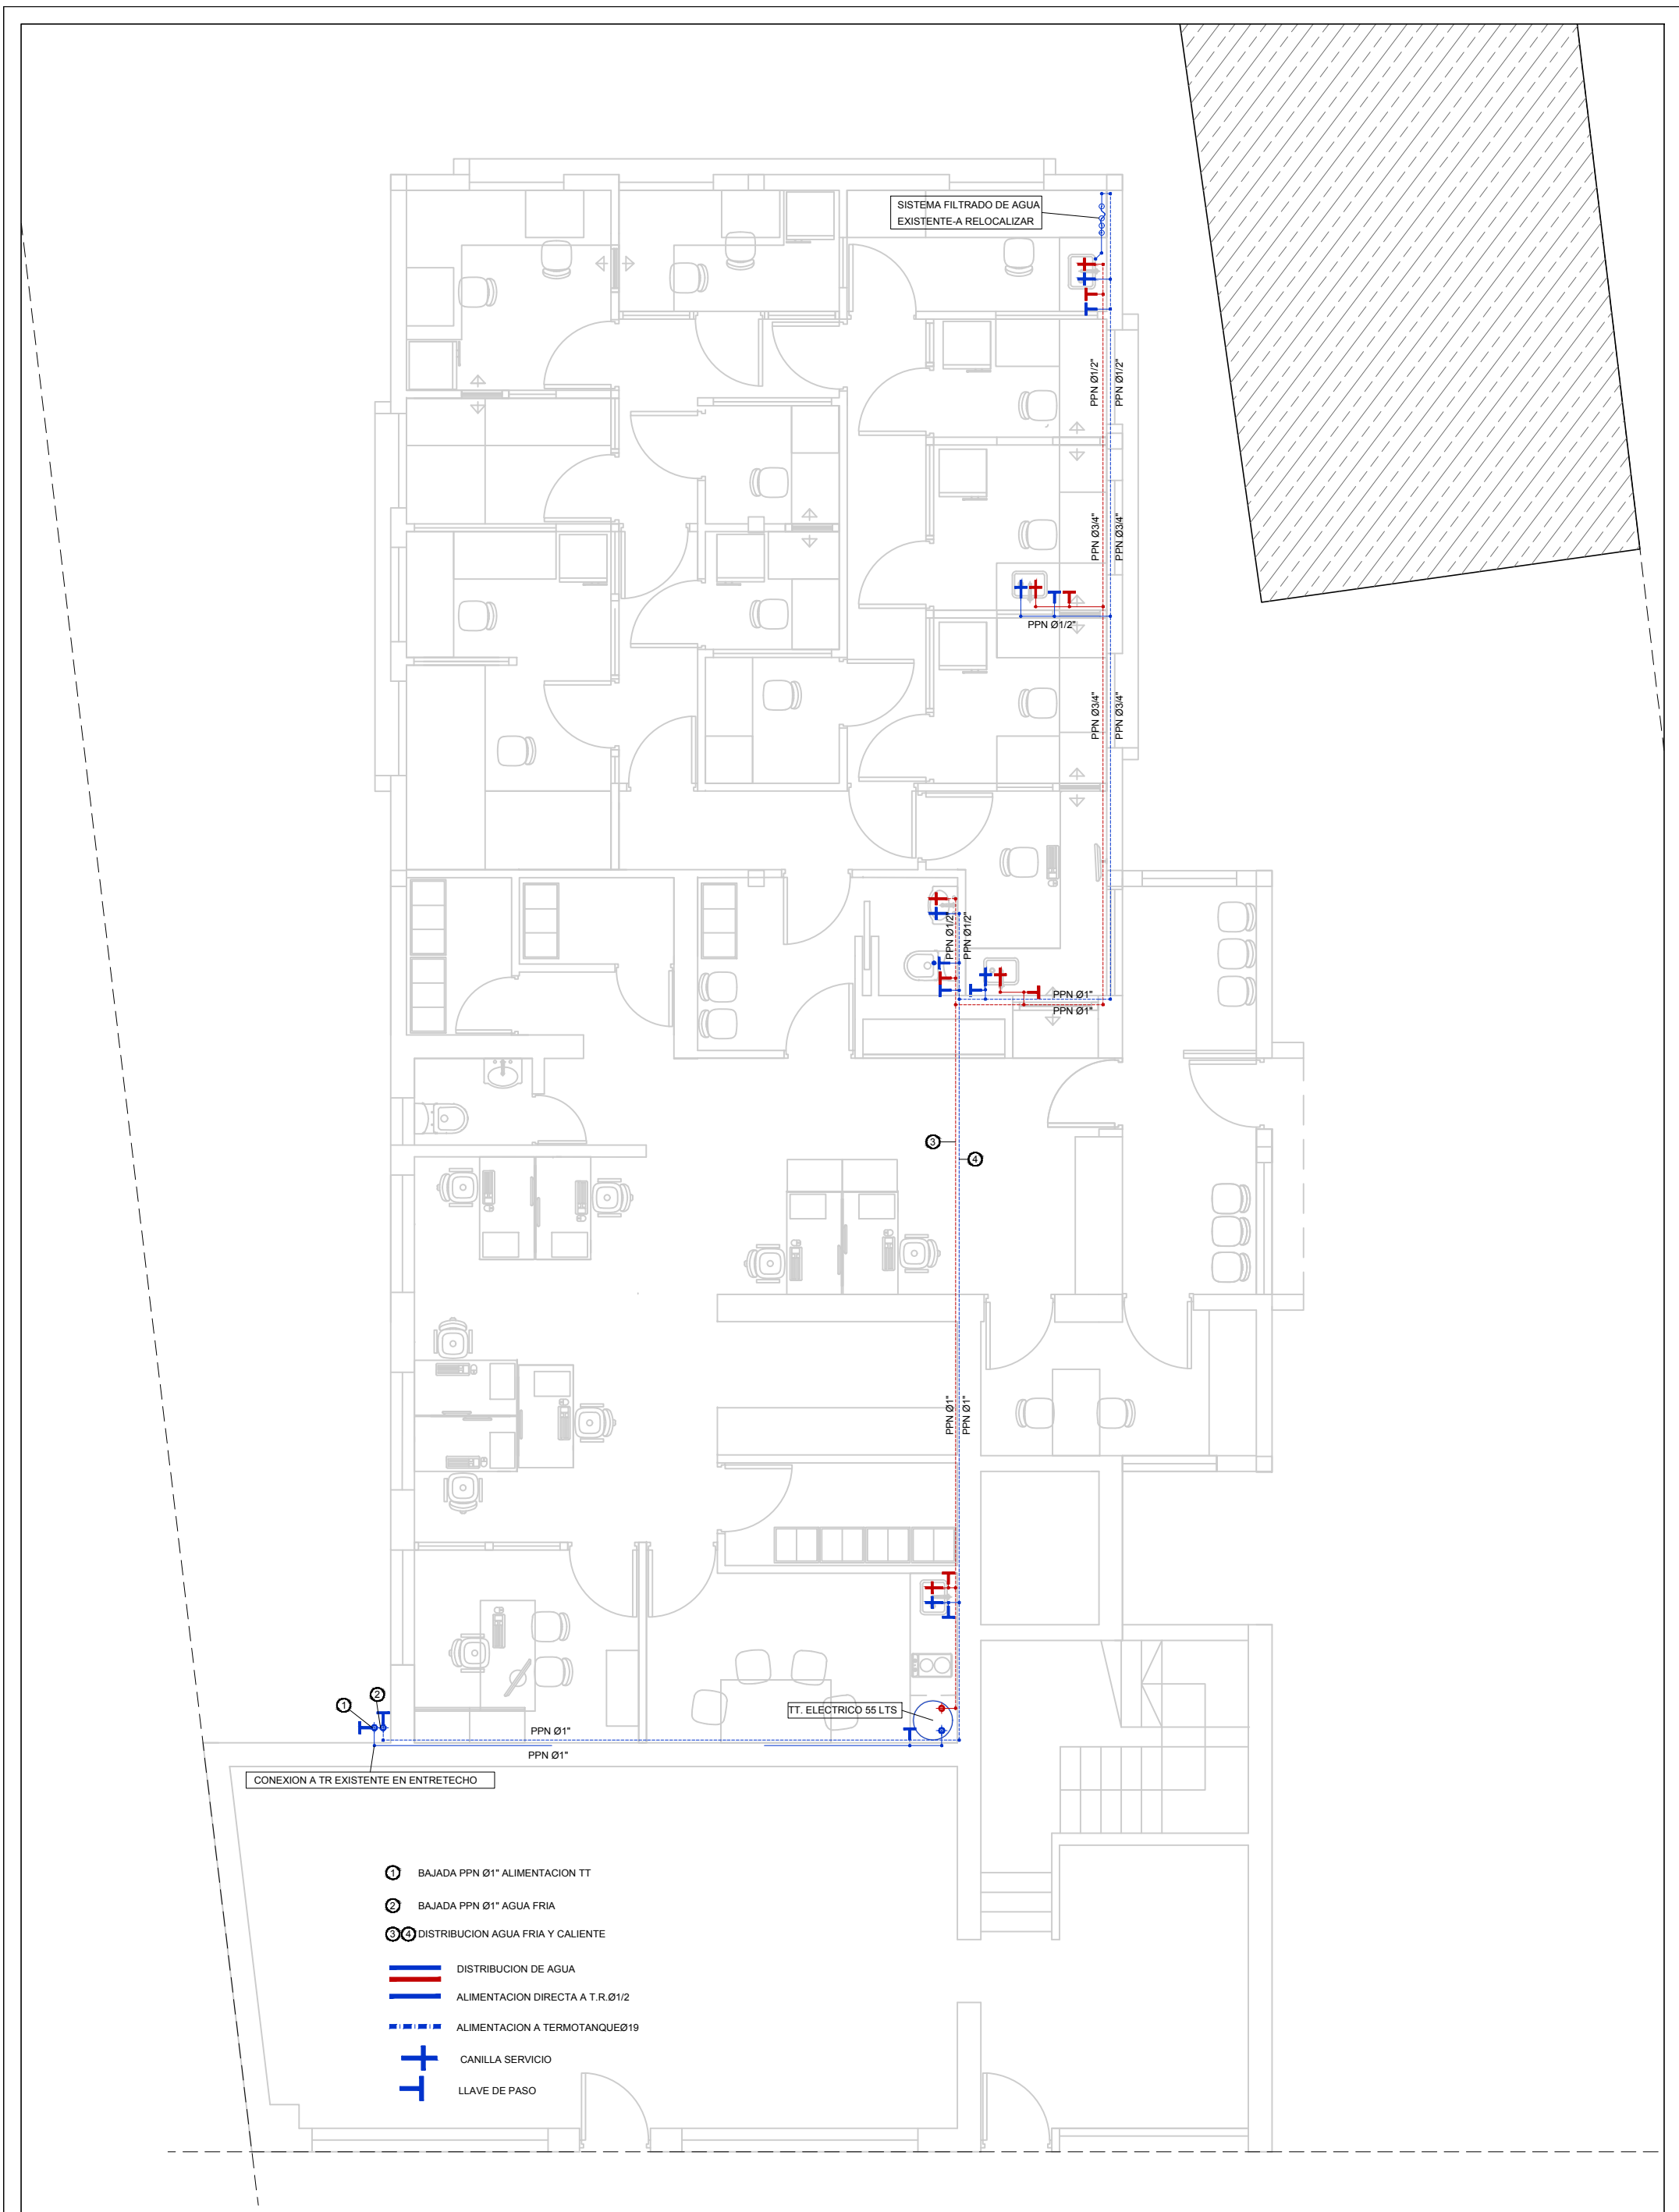 SISTEMA FILTRADO DE AGUA
EXISTENTE-A RELOCALIZAR
PPN Ø1/2"
PPN Ø1/2"
PPN Ø3/4"
PPN Ø3/4"
PPN Ø1/2"
PPN Ø3/4"
PPN Ø3/4"
PPN Ø1/2"
PPN Ø1/2"
PPN Ø1"
PPN Ø1"
3
4
PPN Ø1"
PPN Ø1"
2
1
TT. ELECTRICO 55 LTS
PPN Ø1"
PPN Ø1"
CONEXION A TR EXISTENTE EN ENTRETECHO
1 BAJADA PPN Ø1" ALIMENTACION TT
2 BAJADA PPN Ø1" AGUA FRIA
3 4 DISTRIBUCION AGUA FRIA Y CALIENTE
DISTRIBUCION DE AGUA
ALIMENTACION DIRECTA A T.R.Ø1/2
ALIMENTACION A TERMOTANQUEØ19
CANILLA SERVICIO
LLAVE DE PASO